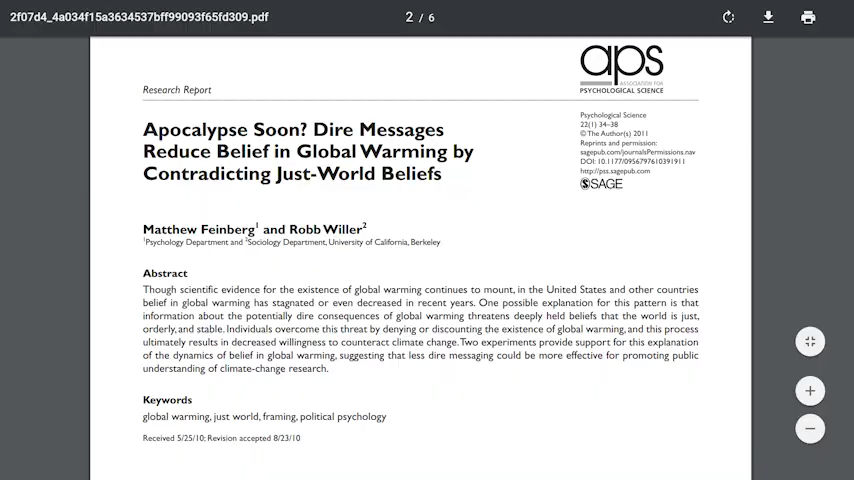 2f07d4_4a034f15a3634537bff99093f65fd309.pdf
2 / 6
aps
ASSOCIATION FOR
PSYCHOLOGICAL SCIENCE
Research Report
Apocalypse Soon? Dire Messages
Reduce Belief in Global Warming by
Contradicting Just-World Beliefs
Psychological Science
22(1) 34–38
© The Author(s) 2011
Reprints and permission:
sagepub.com/journalsPermissions.nav
DOI: 10.1177/0956797610391911
http://pss.sagepub.com
SAGE
Matthew Feinberg1 and Robb Willer2
1Psychology Department and 2Sociology Department, University of California, Berkeley
Abstract
Though scientific evidence for the existence of global warming continues to mount, in the United States and other countries
belief in global warming has stagnated or even decreased in recent years. One possible explanation for this pattern is that
information about the potentially dire consequences of global warming threatens deeply held beliefs that the world is just,
orderly, and stable. Individuals overcome this threat by denying or discounting the existence of global warming, and this process
ultimately results in decreased willingness to counteract climate change. Two experiments provide support for this explanation
of the dynamics of belief in global warming, suggesting that less dire messaging could be more effective for promoting public
understanding of climate-change research.
Keywords
global warming, just world, framing, political psychology
Received 5/25/10; Revision accepted 8/23/10